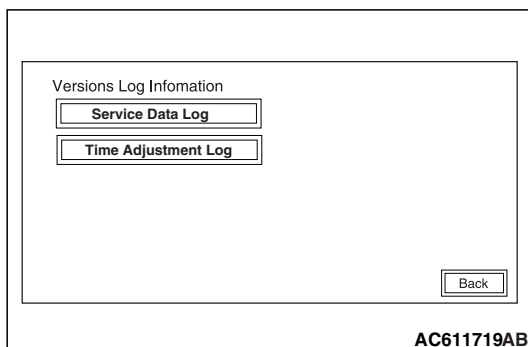 Versions Log Infomation
Service Data Log
Time Adjustment Log
Back
AC611719AB